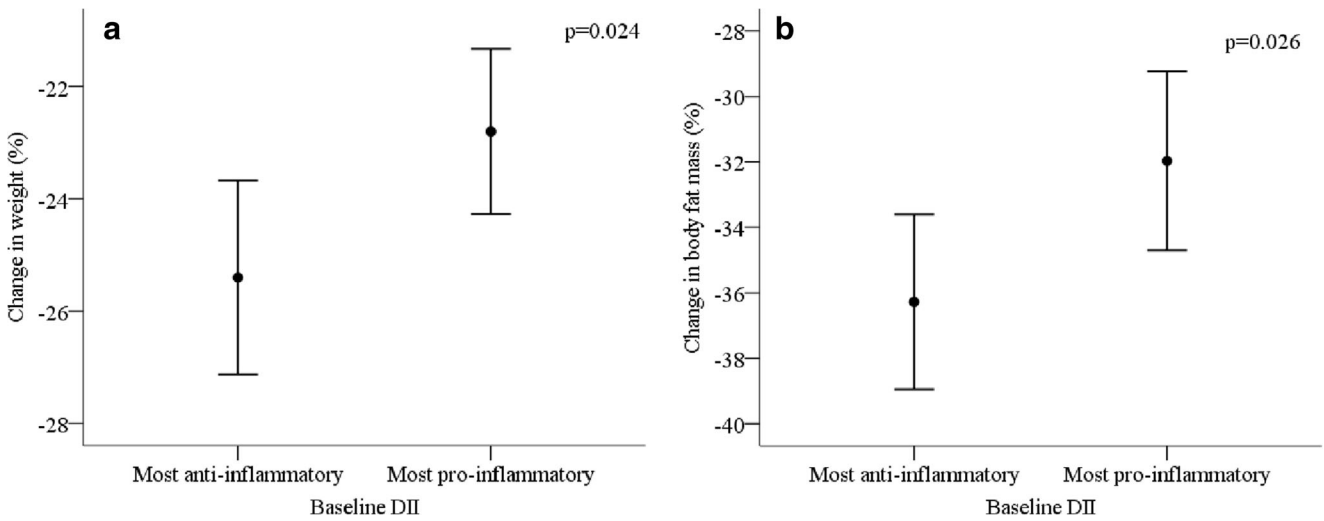 a
p=0.024
Change in weight (%)
-22
-24
-26
-28
Most anti-inflammatory
Most pro-inflammatory
Baseline DII
b
p=0.026
Change in body fat mass (%)
-28
-30
-32
-34
-36
-38
-40
Most anti-inflammatory
Most pro-inflammatory
Baseline DII